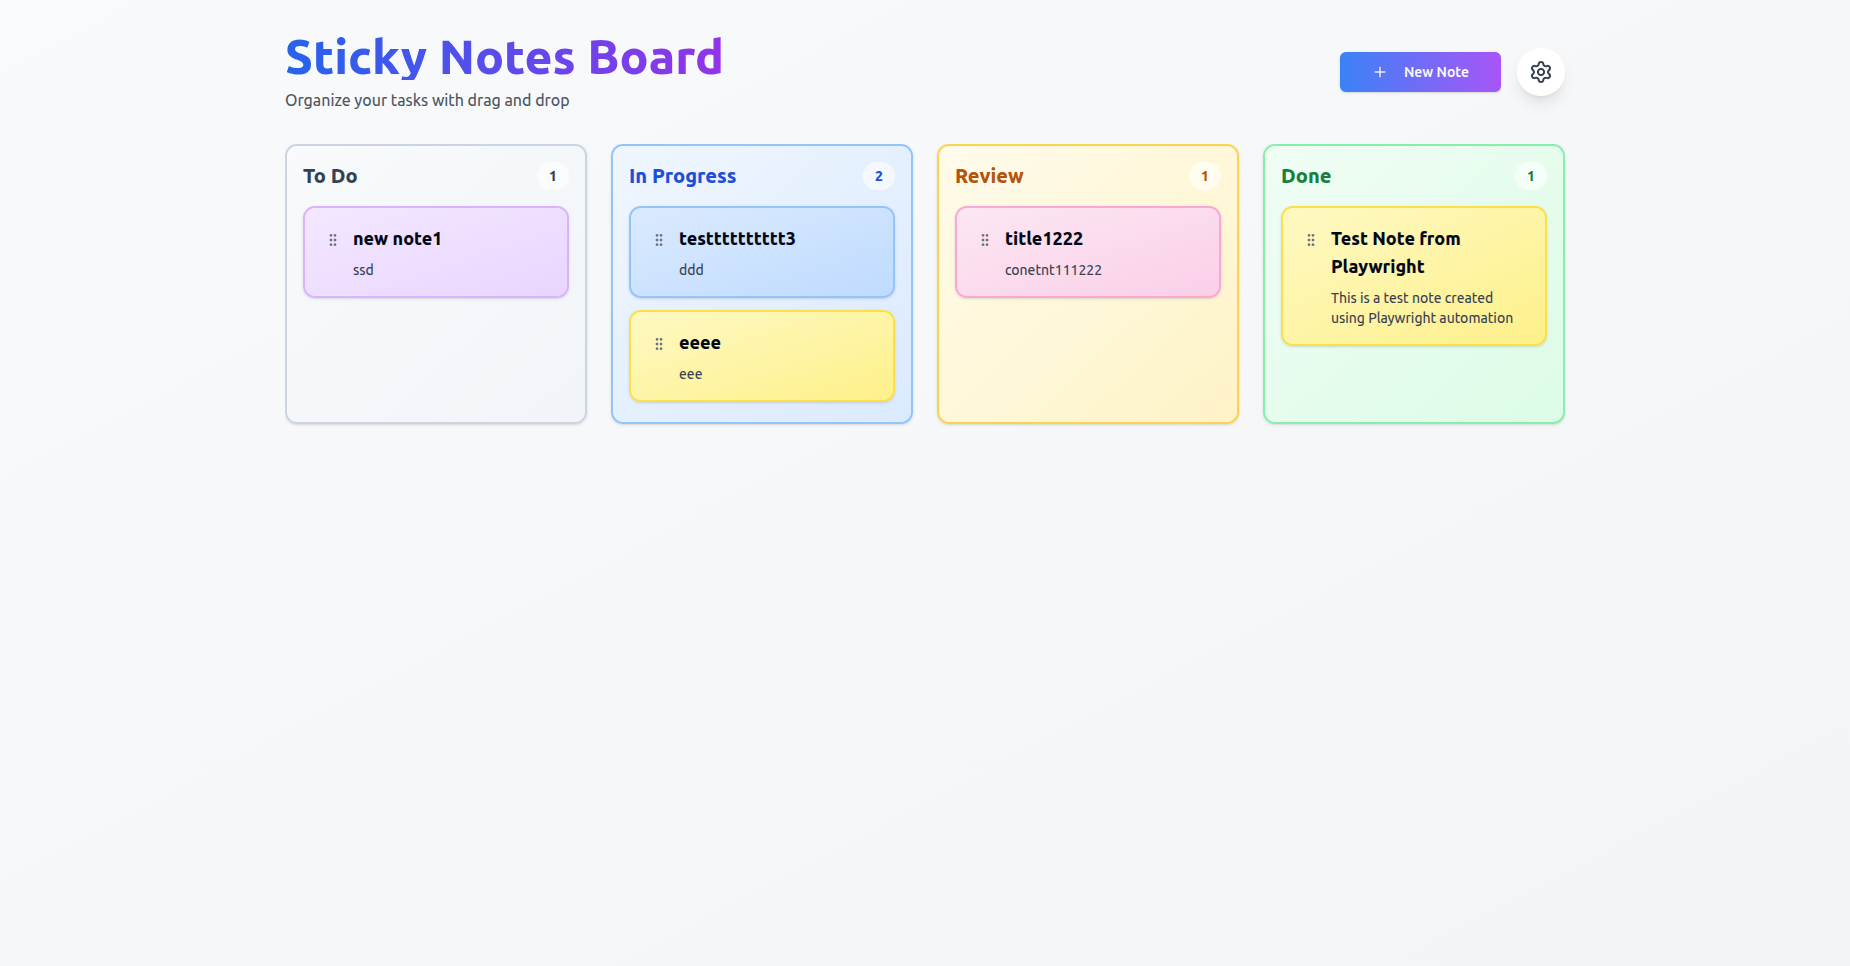 Sticky Notes Board
Organize your tasks with drag and drop
New Note
To Do
1
new note1
ssd
In Progress
2
testttttttttt3
ddd
eeee
eee
Review
1
title1222
conetnt111222
Done
1
Test Note from
Playwright
This is a test note created
using Playwright automation